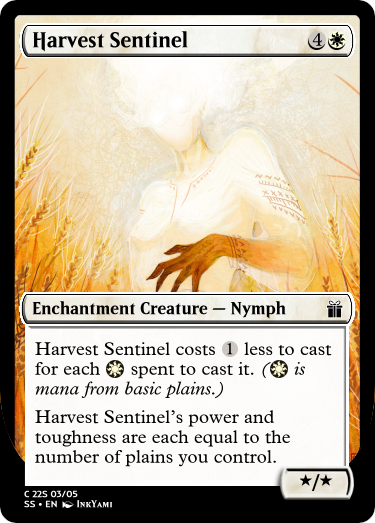 Harvest Sentinel 4
Enchantment Creature — Nymph
Harvest Sentinel costs 1 less to cast
for each spent to cast it. ( is
mana from basic plains.)
Harvest Sentinel's power and
toughness are each equal to the
number of plains you control.
★/★
C 22S 03/05
SS • EN InkYami